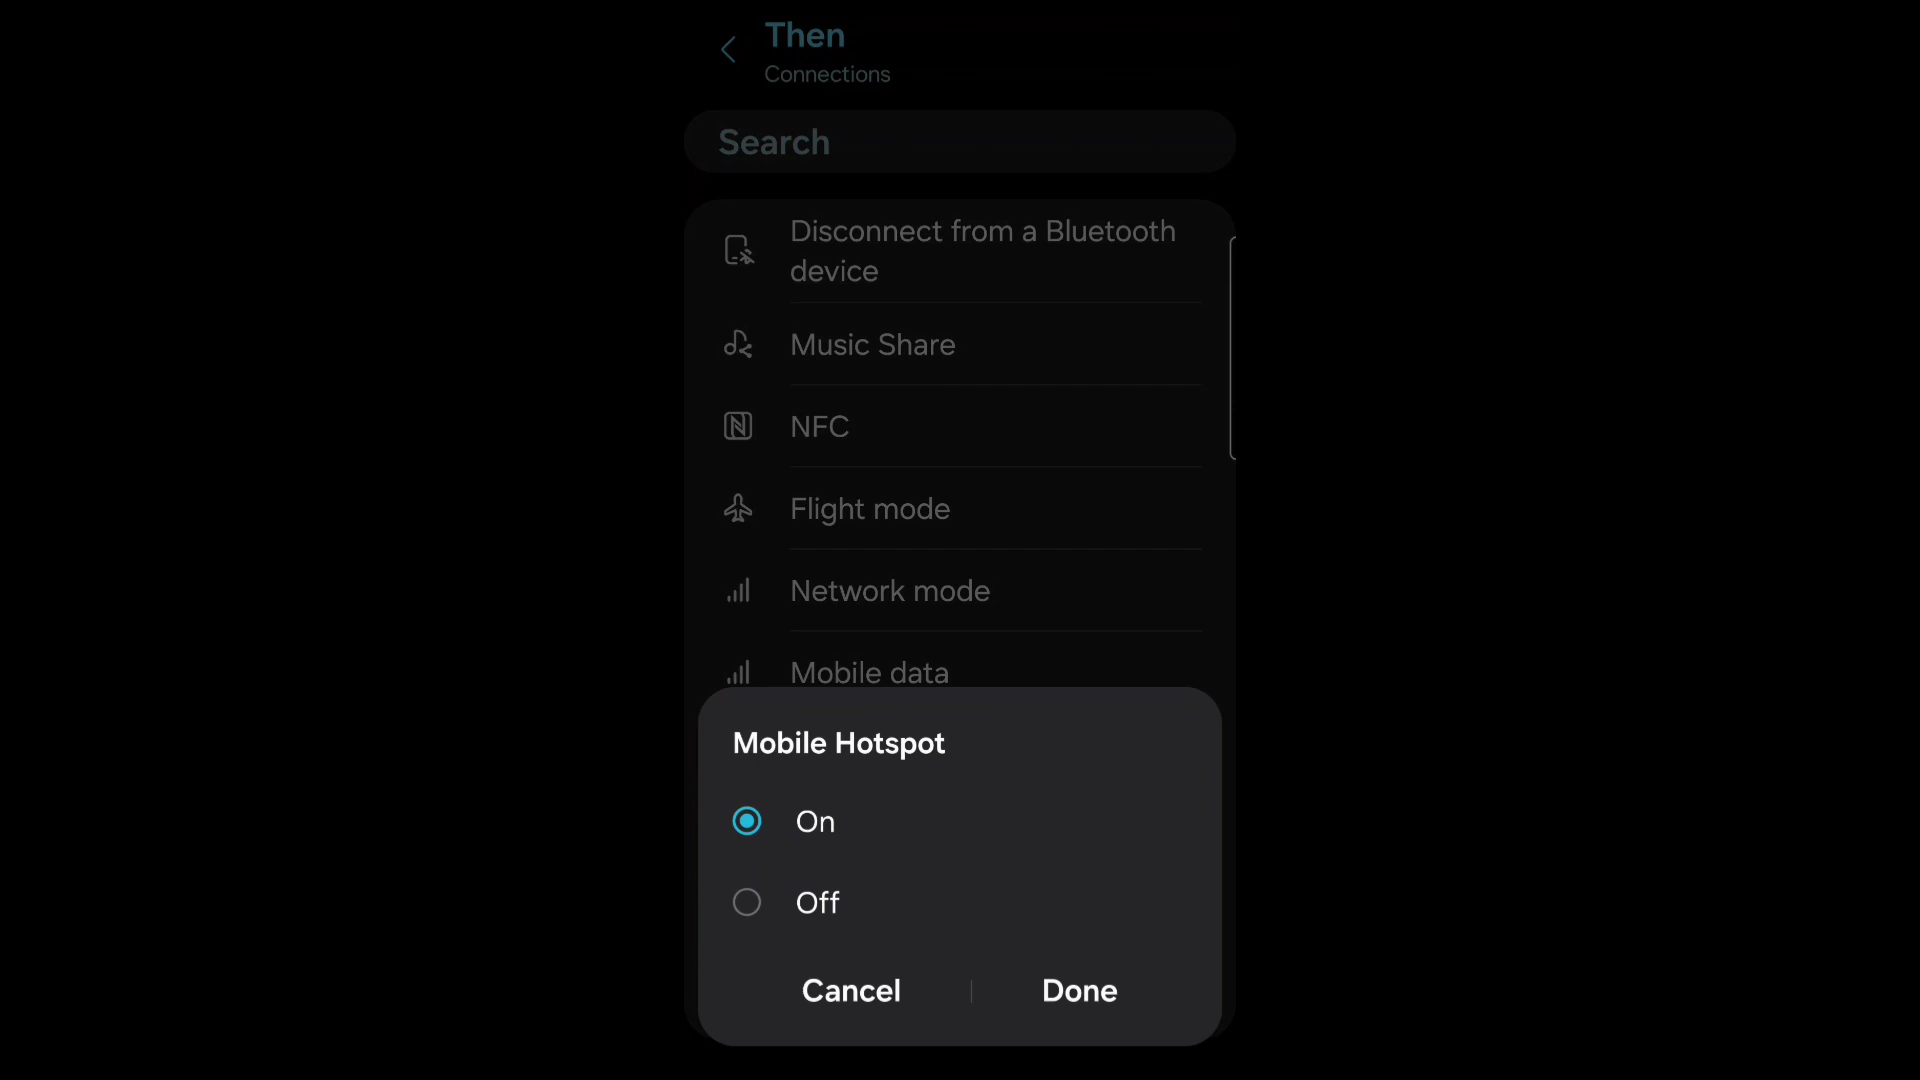 Then
Connections
Search
Disconnect from a Bluetooth
device
Music Share
NFC
Flight mode
Network mode
Mobile data
Mobile Hotspot
On
Off
Cancel
Done